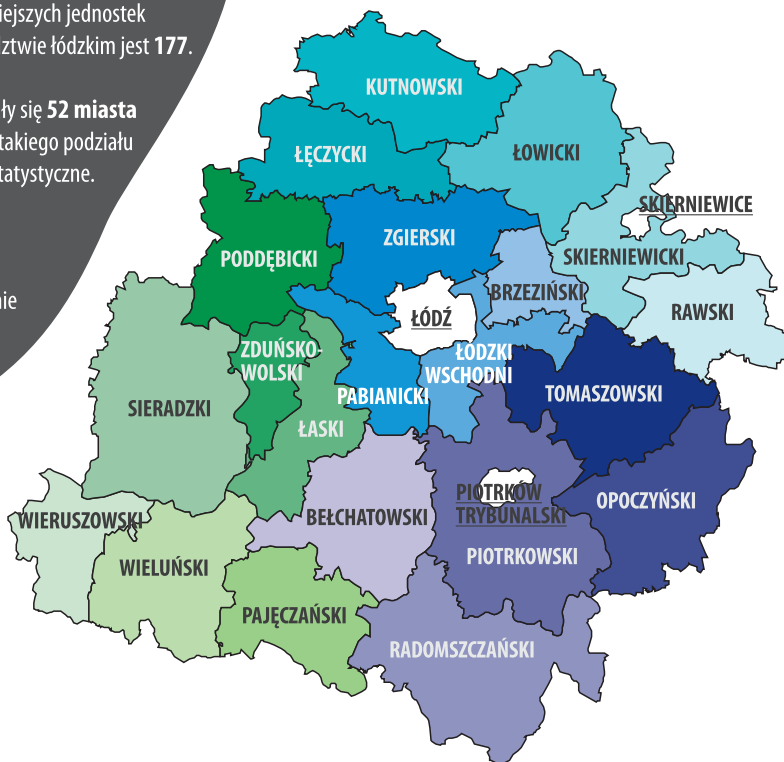 iejszych jednostek
dztwie łódzkim jest 177.
ły się 52 miasta
takiego podziału
tatystyczne.
nie
KUTNOWSKI
ŁĘCZYCKI
ŁOWICKI
SKIERNIEWICE
ZGIERSKI
PODDĘBICKI
SKIERNIEWICKI
BRZEZIŃSKI
RAWSKI
ŁÓDŹ
ZDUŃSKO-
WOLSKI
ŁÓDZKI
WSCHODNI
PABIANICKI
TOMASZOWSKI
SIERADZKI
ŁASKI
PIOTRKÓW
TRYBUNALSKI
OPOCZYŃSKI
WIERUSZOWSKI
BEŁCHATOWSKI
PIOTRKOWSKI
WIELUŃSKI
PAJĘCZAŃSKI
RADOMSZCZAŃSKI